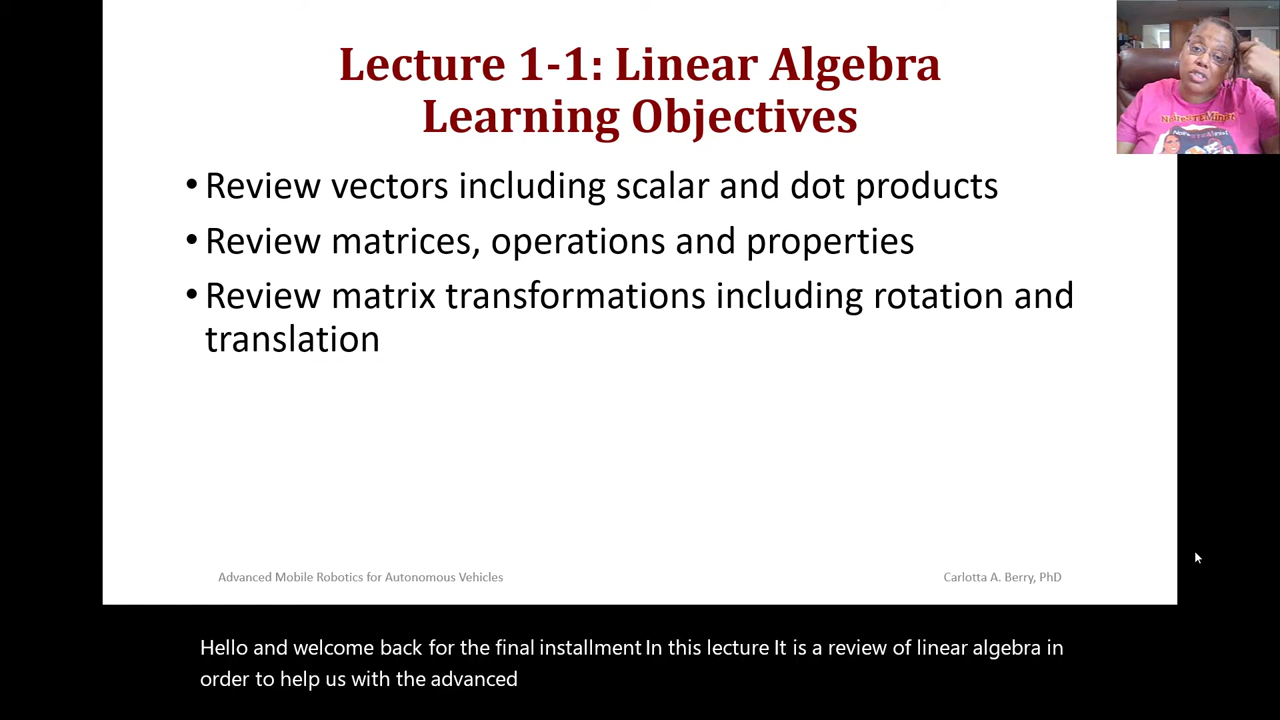 Lecture 1-1: Linear Algebra
Learning Objectives
• Review vectors including scalar and dot products
• Review matrices, operations and properties
• Review matrix transformations including rotation and
translation
Advanced Mobile Robotics for Autonomous Vehicles
Carlotta A. Berry, PhD
Hello and welcome back for the final installment In this lecture It is a review of linear algebra in
order to help us with the advanced